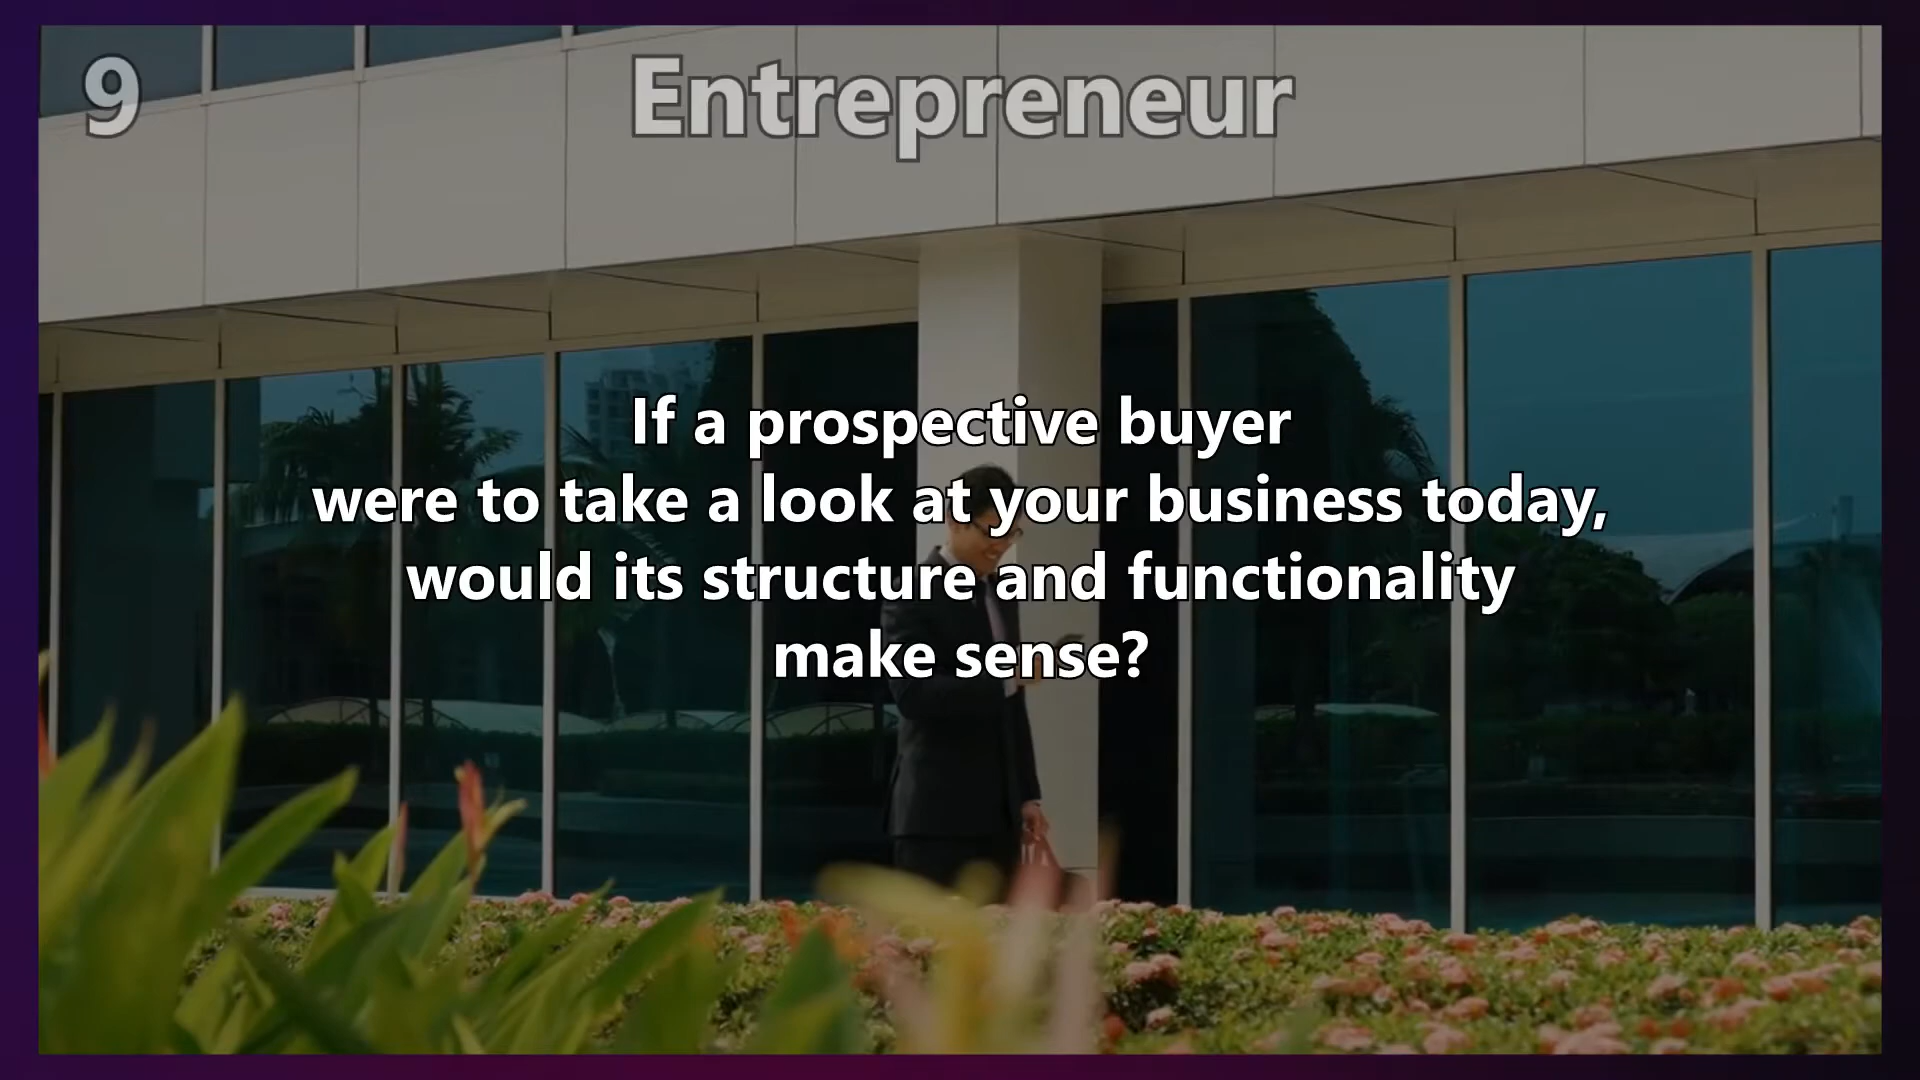 9
Entrepreneur
If a prospective buyer
were to take a look at your business today,
would its structure and functionality
make sense?